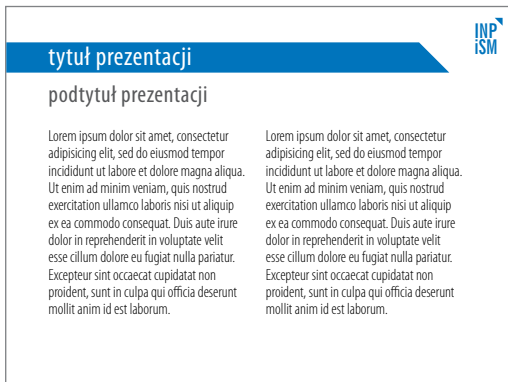 INP
iSM
tytuł prezentacji
podtytuł prezentacji
Lorem ipsum dolor sit amet, consectetur
adipisicing elit, sed do eiusmod tempor
incididunt ut labore et dolore magna aliqua.
Ut enim ad minim veniam, quis nostrud
exercitation ullamco laboris nisi ut aliquip
ex ea commodo consequat. Duis aute irure
dolor in reprehenderit in voluptate velit
esse cillum dolore eu fugiat nulla pariatur.
Excepteur sint occaecat cupidatat non
proident, sunt in culpa qui officia deserunt
mollit anim id est laborum.
Lorem ipsum dolor sit amet, consectetur
adipisicing elit, sed do eiusmod tempor
incididunt ut labore et dolore magna aliqua.
Ut enim ad minim veniam, quis nostrud
exercitation ullamco laboris nisi ut aliquip
ex ea commodo consequat. Duis aute irure
dolor in reprehenderit in voluptate velit
esse cillum dolore eu fugiat nulla pariatur.
Excepteur sint occaecat cupidatat non
proident, sunt in culpa qui officia deserunt
mollit anim id est laborum.